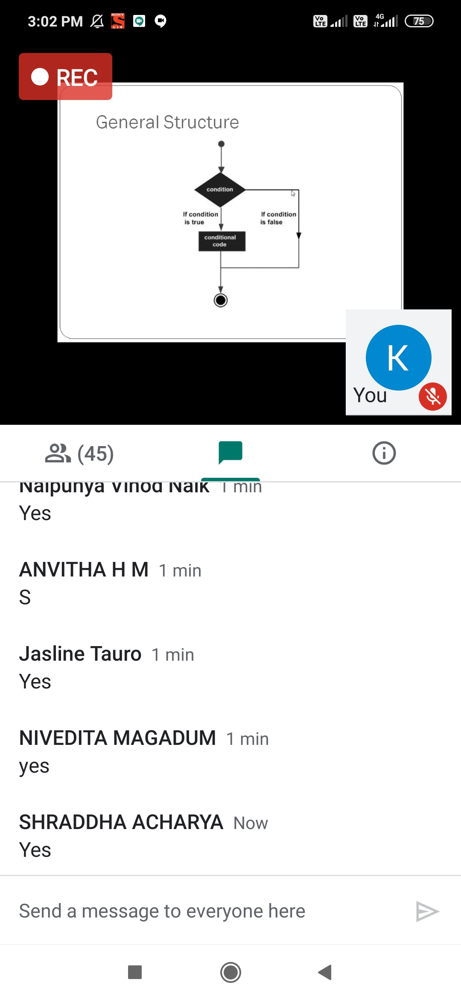 3:02 PM
SONY
LIV
Vo
LTE
Vo
LTE
4G
75
REC
General Structure
condition
If condition
is true
If condition
is false
conditional
code
K
You
(45)
Naipunya Vinod Naik 1 min
Yes
ANVITHA H M 1 min
S
Jasline Tauro 1 min
Yes
NIVEDITA MAGADUM 1 min
yes
SHRADDHA ACHARYA Now
Yes
Send a message to everyone here